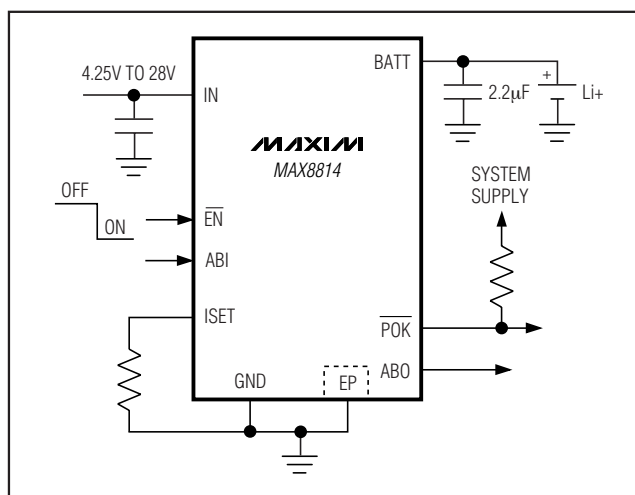 4.25V TO 28V
IN
BATT
2.2μF
+
Li+
MAXIM
MAX8814
SYSTEM
SUPPLY
OFF
ON
EN
ABI
ISET
POK
ABO
GND
EP